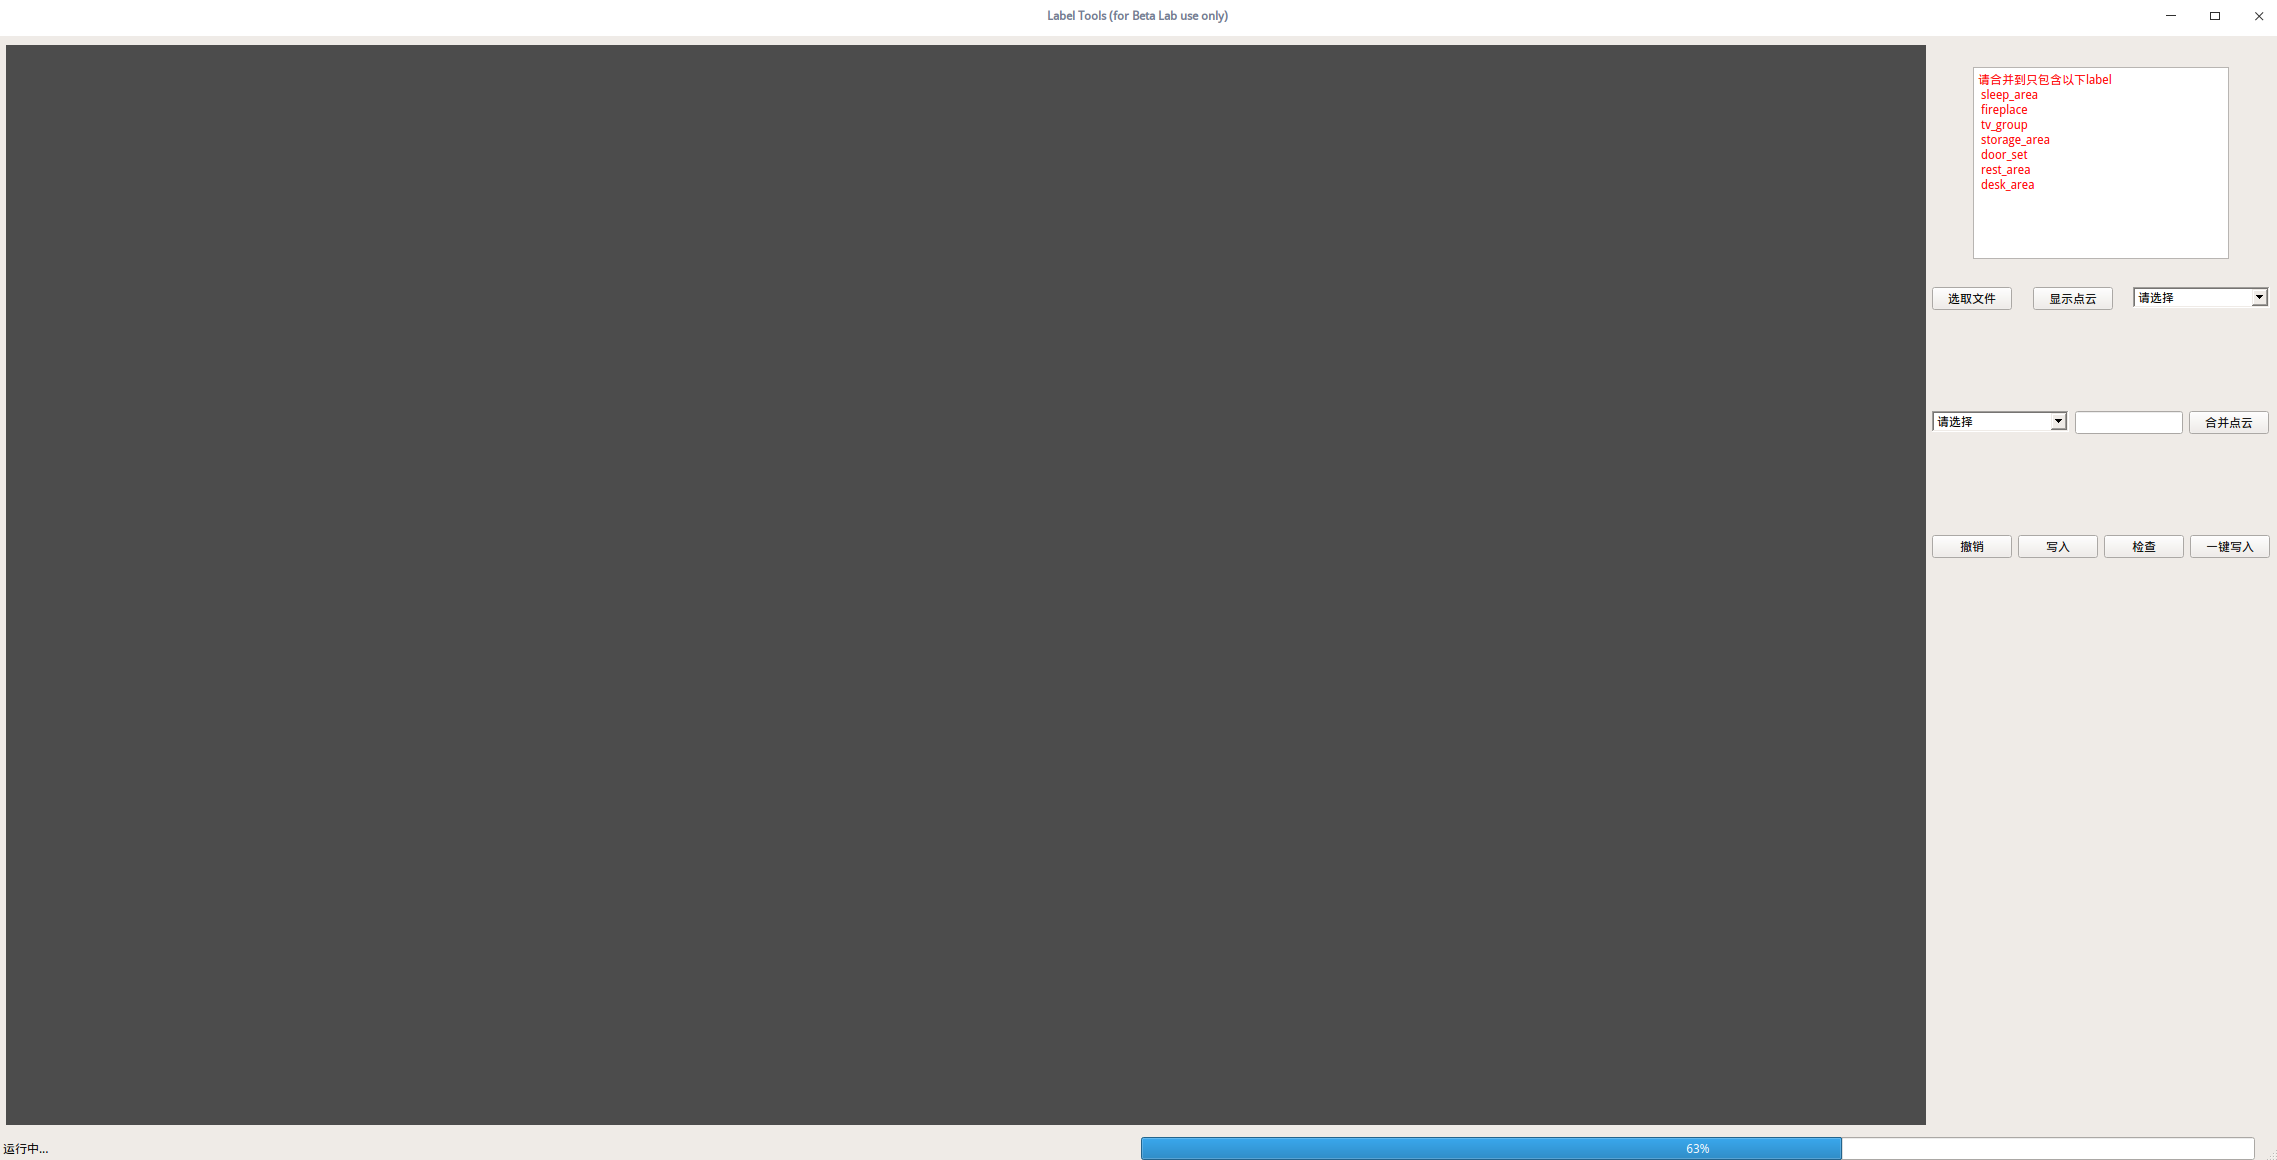 Label Tools (for Beta Lab use only)
请合并到只包含以下label
sleep_area
fireplace
tv_group
storage_area
door_set
rest_area
desk_area
选取文件 显示点云 请选择
请选择 合并点云
撤销 写入 检查 一键写入
运行中... 63%